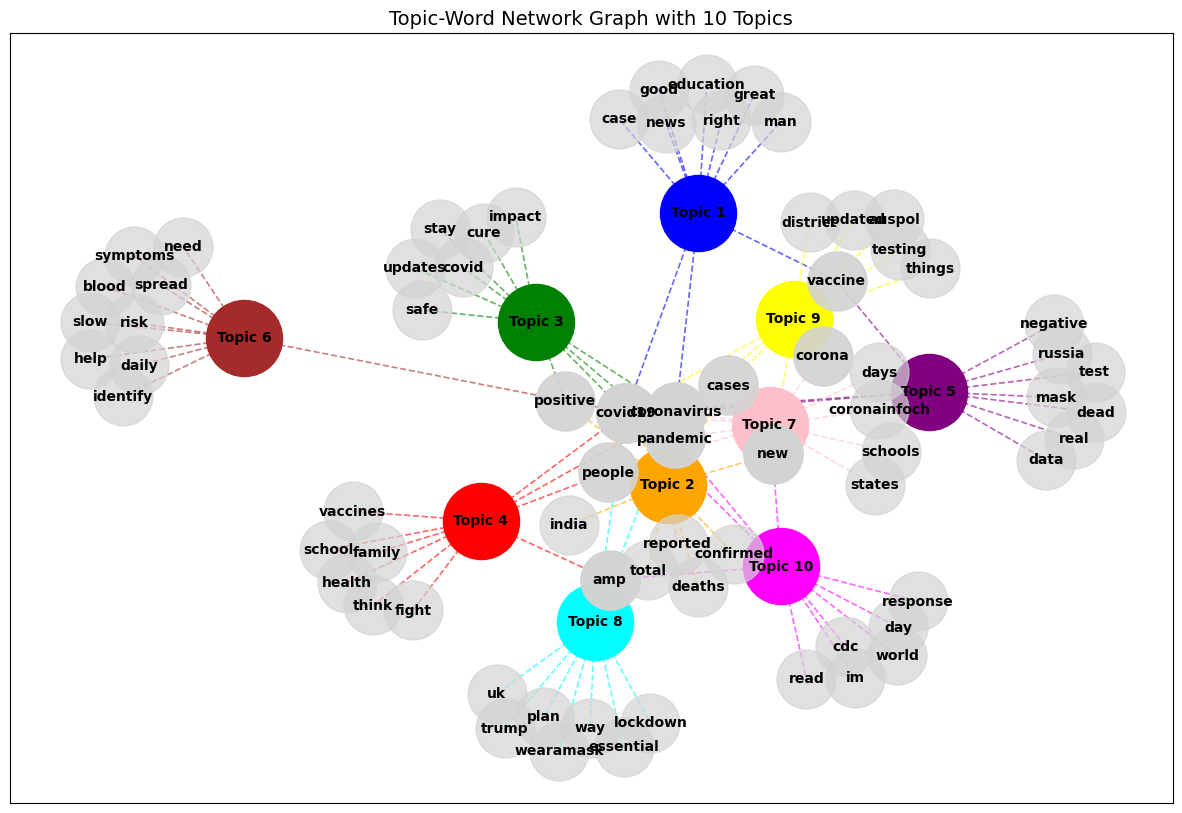 Topic-Word Network Graph with 10 Topics
education
good
great
case
news
right
man
Topic 1
impact
stay
cure
updates
covid
safe
Topic 3
district
updated
auspol
testing
things
vaccine
Topic 9
corona
need
symptoms
spread
blood
slow
risk
help
daily
identify
Topic 6
negative
russia
test
mask
dead
real
data
days
Topic 5
coronainfoch
cases
positive
covid19
coronavirus
pandemic
Topic 7
new
schools
states
people
Topic 2
india
reported
confirmed
total
deaths
Topic 4
vaccines
school
family
health
think
fight
amp
Topic 8
Topic 10
response
day
cdc
world
read
im
uk
plan
trump
way
lockdown
wearamask
essential